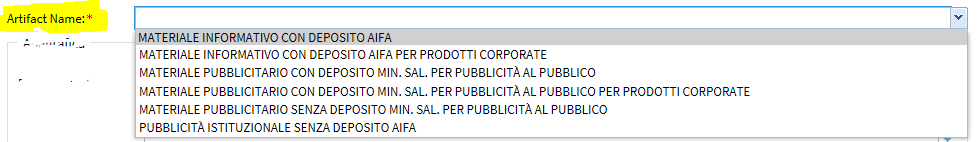 Artifact Name: *
MATERIALE INFORMATIVO CON DEPOSITO AIFA
MATERIALE INFORMATIVO CON DEPOSITO AIFA PER PRODOTTI CORPORATE
MATERIALE PUBBLICITARIO CON DEPOSITO MIN. SAL. PER PUBBLICITÀ AL PUBBLICO
MATERIALE PUBBLICITARIO CON DEPOSITO MIN. SAL. PER PUBBLICITÀ AL PUBBLICO PER PRODOTTI CORPORATE
MATERIALE PUBBLICITARIO SENZA DEPOSITO MIN. SAL. PER PUBBLICITÀ AL PUBBLICO
PUBBLICITÀ ISTITUZIONALE SENZA DEPOSITO AIFA